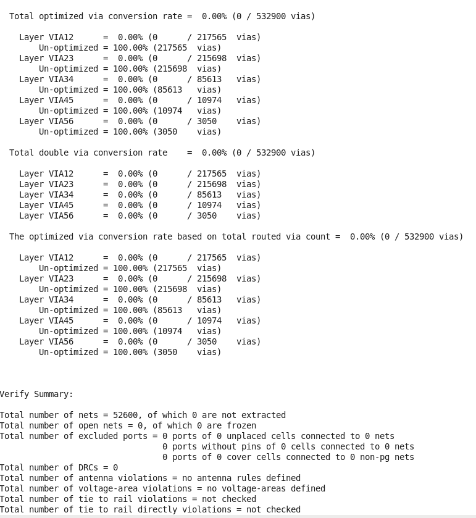 Total optimized via conversion rate =  0.00% (0 / 532900 vias)
Layer VIA12      =  0.00% (0      / 217565  vias)
Un-optimized = 100.00% (217565  vias)
Layer VIA23      =  0.00% (0      / 215698  vias)
Un-optimized = 100.00% (215698  vias)
Layer VIA34      =  0.00% (0      / 85613   vias)
Un-optimized = 100.00% (85613   vias)
Layer VIA45      =  0.00% (0      / 10974   vias)
Un-optimized = 100.00% (10974   vias)
Layer VIA56      =  0.00% (0      / 3050    vias)
Un-optimized = 100.00% (3050    vias)
Total double via conversion rate    =  0.00% (0 / 532900 vias)
Layer VIA12      =  0.00% (0      / 217565  vias)
Layer VIA23      =  0.00% (0      / 215698  vias)
Layer VIA34      =  0.00% (0      / 85613   vias)
Layer VIA45      =  0.00% (0      / 10974   vias)
Layer VIA56      =  0.00% (0      / 3050    vias)
The optimized via conversion rate based on total routed via count =  0.00% (0 / 532900 vias)
Layer VIA12      =  0.00% (0      / 217565  vias)
Un-optimized = 100.00% (217565  vias)
Layer VIA23      =  0.00% (0      / 215698  vias)
Un-optimized = 100.00% (215698  vias)
Layer VIA34      =  0.00% (0      / 85613   vias)
Un-optimized = 100.00% (85613   vias)
Layer VIA45      =  0.00% (0      / 10974   vias)
Un-optimized = 100.00% (10974   vias)
Layer VIA56      =  0.00% (0      / 3050    vias)
Un-optimized = 100.00% (3050    vias)
Verify Summary:
Total number of nets = 52600, of which 0 are not extracted
Total number of open nets = 0, of which 0 are frozen
Total number of excluded ports = 0 ports of 0 unplaced cells connected to 0 nets
0 ports without pins of 0 cells connected to 0 nets
0 ports of 0 cover cells connected to 0 non-pg nets
Total number of DRCs = 0
Total number of antenna violations = no antenna rules defined
Total number of voltage-area violations = no voltage-areas defined
Total number of tie to rail violations = not checked
Total number of tie to rail directly violations = not checked